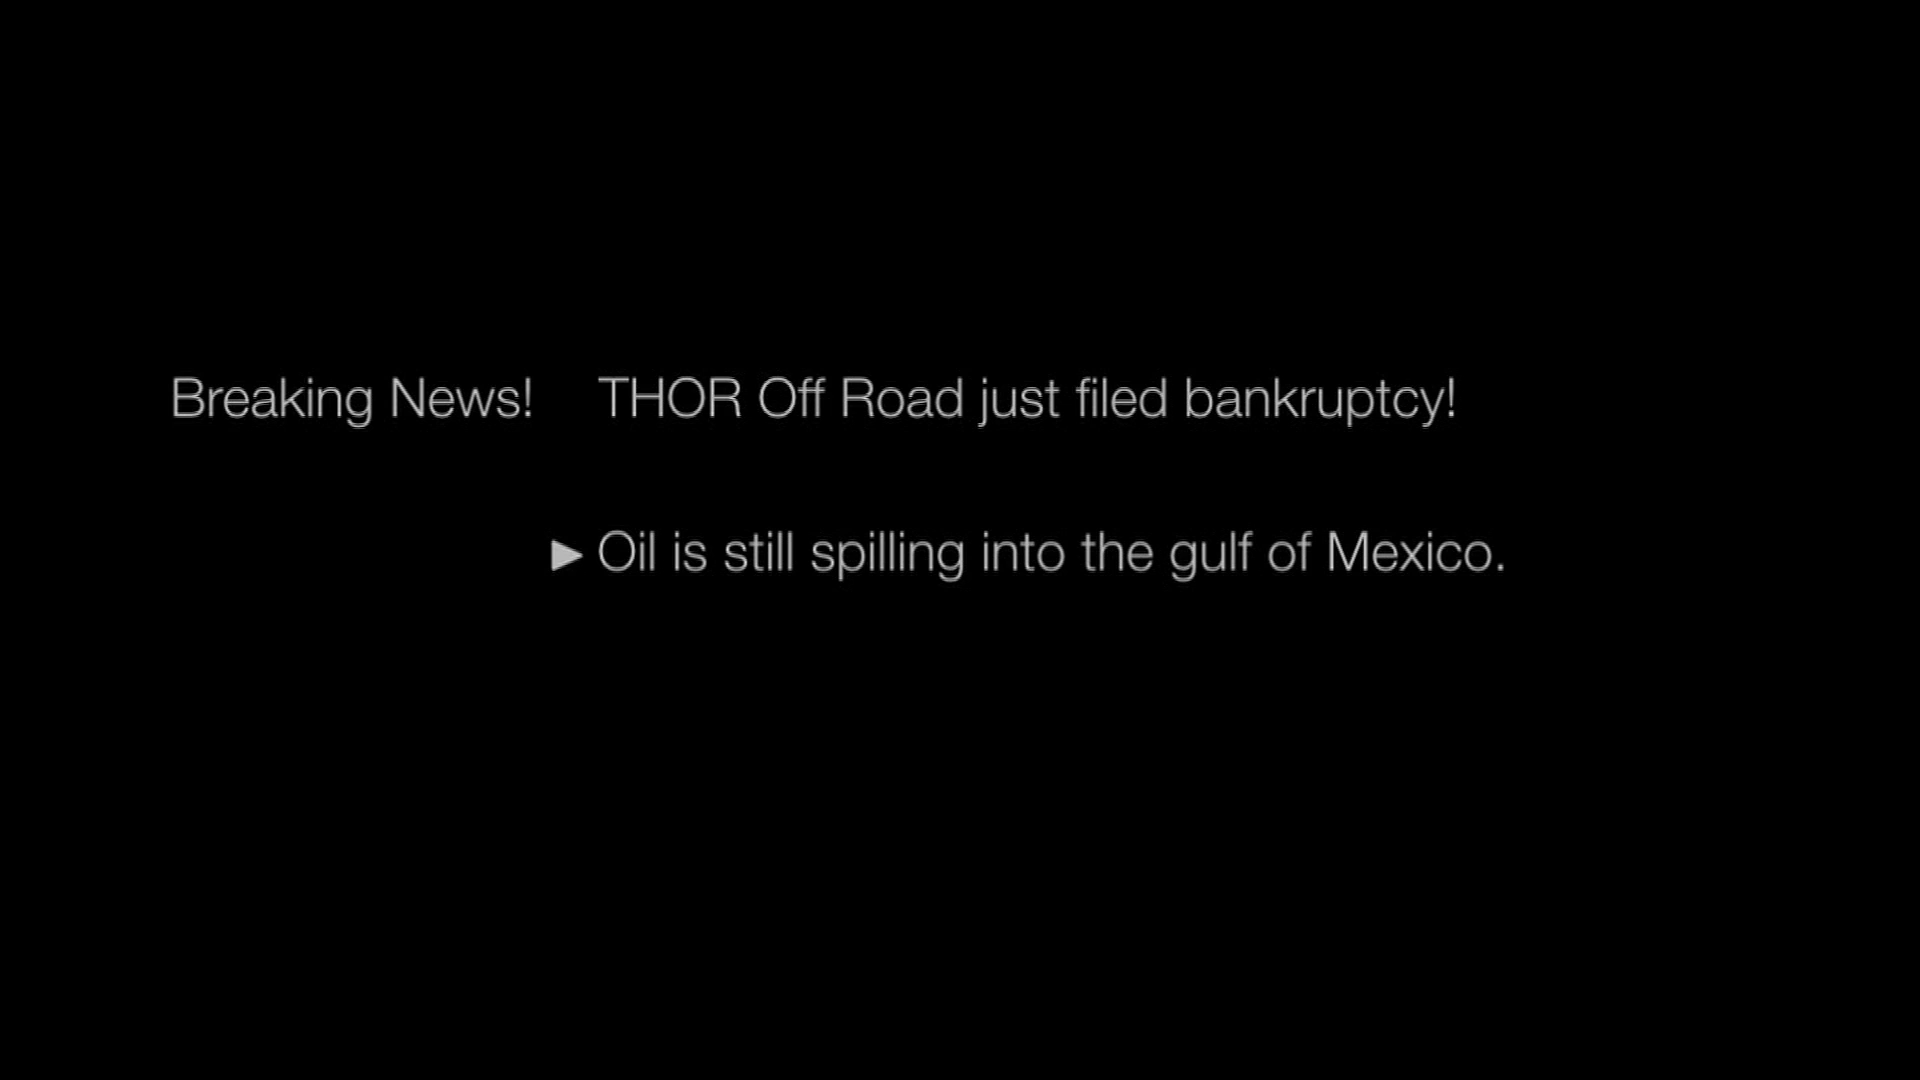 Breaking News! THOR Off Road just filed bankruptcy!
►Oil is still spilling into the gulf of Mexico.